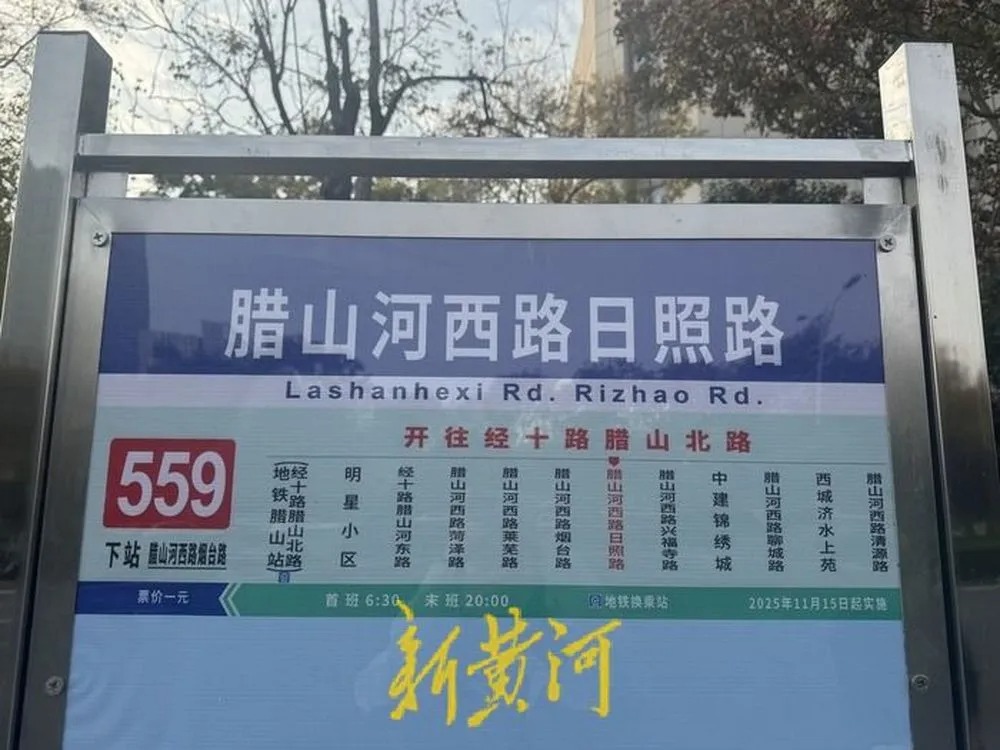 腊山河西路日照路
Lashanhexi Rd. Rizhao Rd.
开往经十路腊山北路
559
下站 腊山河西路烟台路
经十路腊山北路
(地铁腊山站)
明星小区
经十路腊山河东路
腊山河西路菏泽路
腊山河西路莱芜路
腊山河西路烟台路
腊山河西路日照路
腊山河西路兴福寺路
中建锦绣城
腊山河西路聊城路
西城济水上苑
腊山河西路清源路
票价一元
首班 6:30 末班 20:00
地铁换乘站
2025年11月15日起实施
新黄河